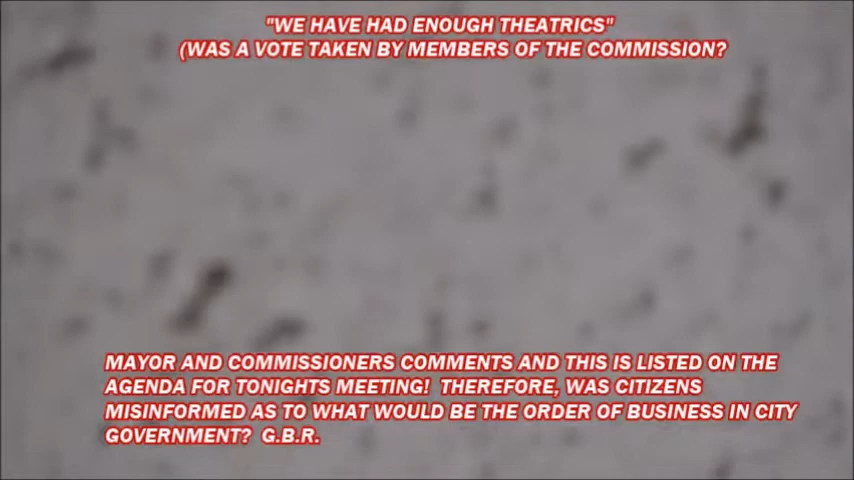 "WE HAVE HAD ENOUGH THEATRICS"
(WAS A VOTE TAKEN BY MEMBERS OF THE COMMISSION?
MAYOR AND COMMISSIONERS COMMENTS AND THIS IS LISTED ON THE
AGENDA FOR TONIGHTS MEETING!  THEREFORE, WAS CITIZENS
MISINFORMED AS TO WHAT WOULD BE THE ORDER OF BUSINESS IN CITY
GOVERNMENT?  G.B.R.